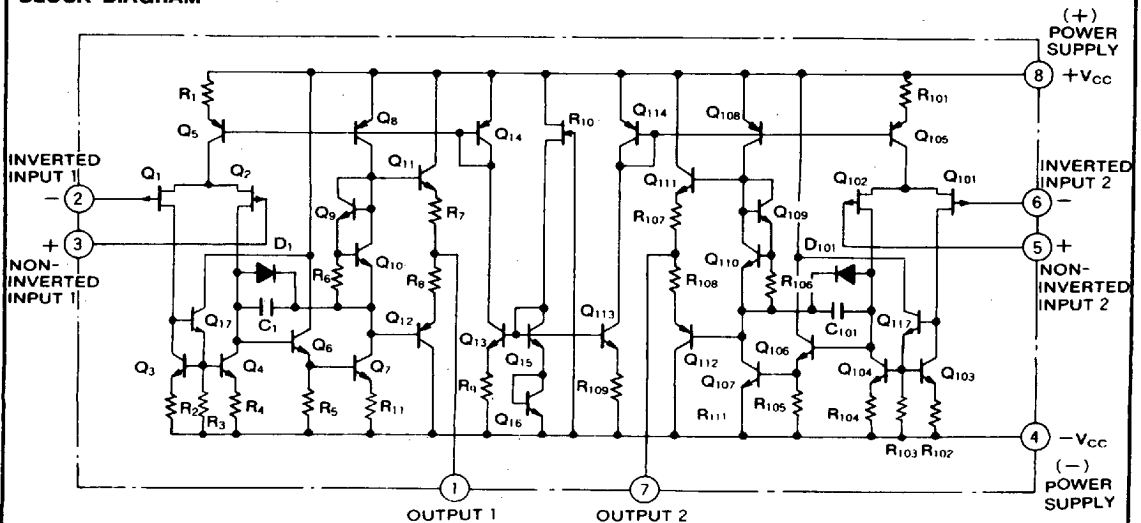 (+)
POWER
SUPPLY
8 +Vcc
R1
R10
R101
Q5
Q8
Q14
Q114
Q108
Q105
INVERTED
INPUT 1
Q1
Q2
Q11
Q111
Q102
Q101
INVERTED
INPUT 2
- 2
6 -
Q9
R7
R107
Q109
+ 3
5 +
NON-
INVERTED
INPUT 1
D1
Q10
Q110
D101
NON-
INVERTED
INPUT 2
R6
R8
R108
R106
C1
C101
Q17
Q12
Q113
Q117
Q6
Q13
Q15
Q112
Q106
Q3
Q4
Q7
Q107
Q104
Q103
R9
R109
R2
R3
R4
R5
R11
Q16
R111
R105
R104
R103
R102
4 -Vcc
(-)
POWER
SUPPLY
1
7
OUTPUT 1
OUTPUT 2